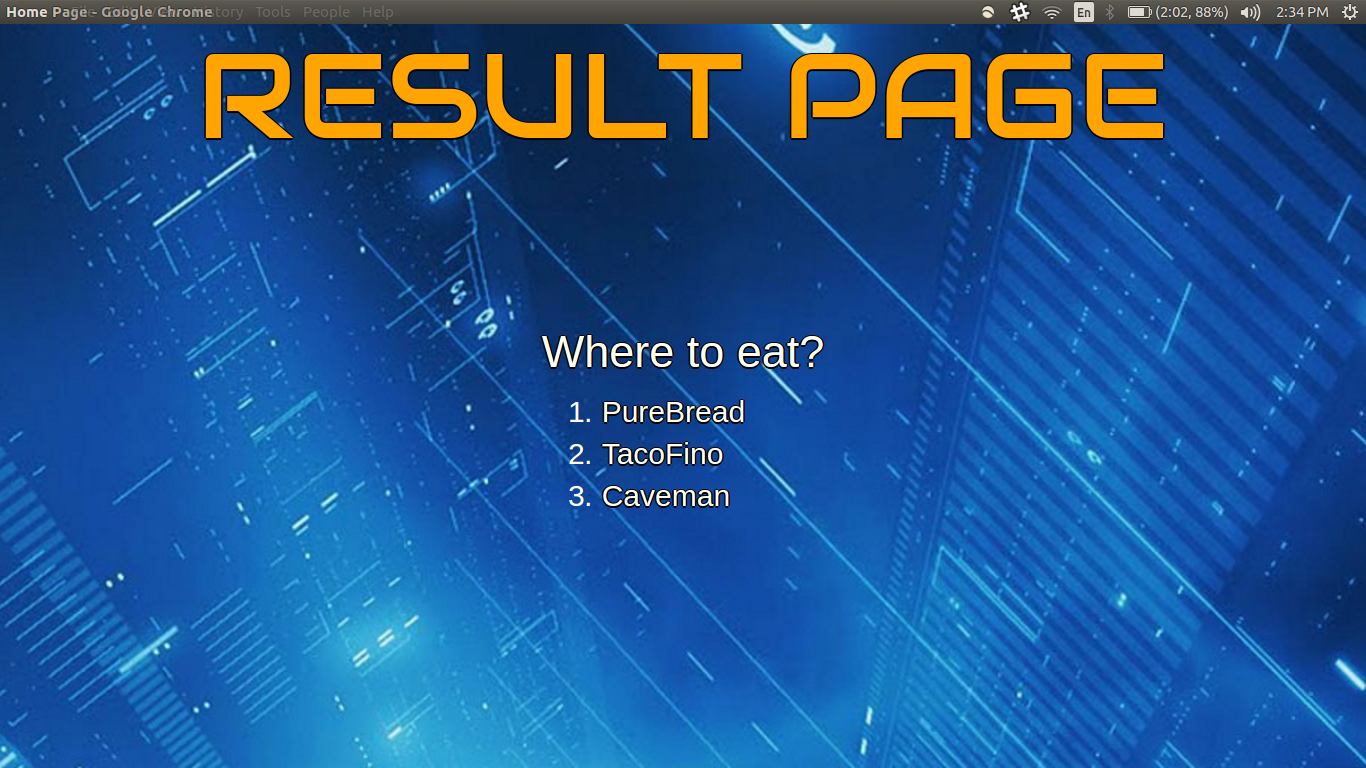 Home Page - Google Chrome History Tools People Help
En (2:02, 88%) 2:34 PM
RESULT PAGE
Where to eat?
1. PureBread
2. TacoFino
3. Caveman